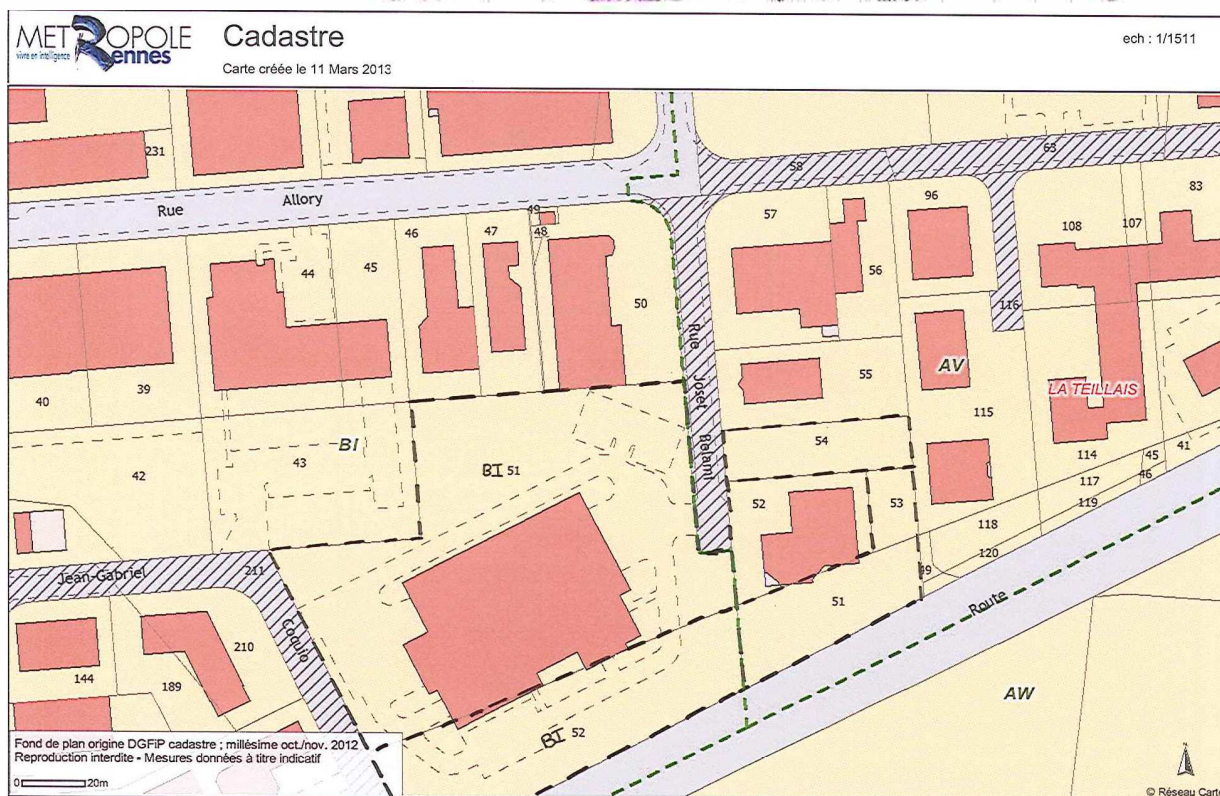 METROPOLE
Rennes
vivre en intelligence
Cadastre
Carte créée le 11 Mars 2013
ech : 1/1511
231
58
63
Rue Allory
49
46
47
48
57
96
83
108
107
44
45
50
56
116
Rue Joset Belami
40
39
55
AV
LA TEILLAIS
115
BI
43
42
BI 51
54
114
45
41
46
117
119
52
53
118
120
49
Jean-Gabriel Coquio
211
51
Route
210
144
189
AW
BI 52
Fond de plan origine DGFiP cadastre ; millésime oct./nov. 2012
Reproduction interdite - Mesures données à titre indicatif
0 20m
N
© Réseau Carto